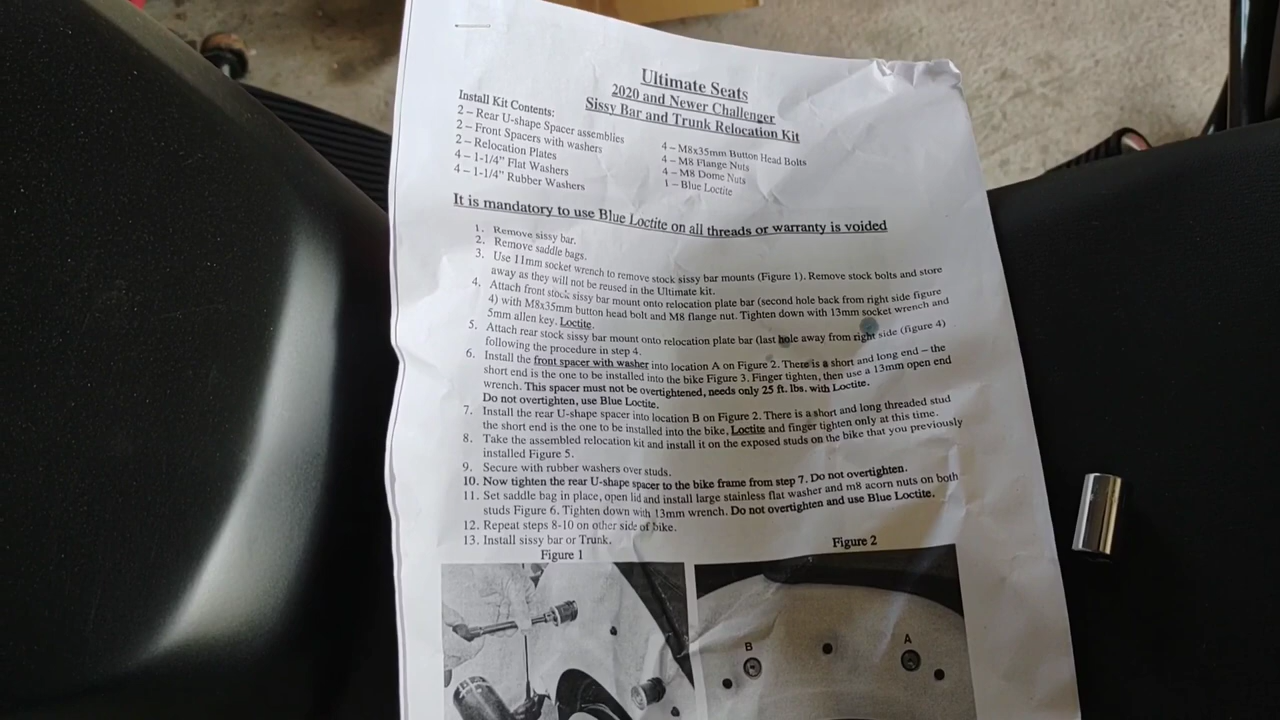 Ultimate Seats
2020 and Newer Challenger
Sissy Bar and Trunk Relocation Kit
Install Kit Contents:
2 – Rear U-shape Spacer assemblies
2 – Front Spacers with washers
2 – Relocation Plates
4 – 1-1/4" Flat Washers
4 – 1-1/4" Rubber Washers
4 – M8x35mm Button Head Bolts
4 – M8 Flange Nuts
4 – M8 Dome Nuts
1 – Blue Loctite
It is mandatory to use Blue Loctite on all threads or warranty is voided
1. Remove sissy bar.
2. Remove saddle bags.
3. Use 11mm socket wrench to remove stock sissy bar mounts (Figure 1). Remove stock bolts and store
away as they will not be reused in the Ultimate kit.
4. Attach front stock sissy bar mount onto relocation plate bar (second hole back from right side figure
4) with M8x35mm button head bolt and M8 flange nut. Tighten down with 13mm socket wrench and
5mm allen key. Loctite.
5. Attach rear stock sissy bar mount onto relocation plate bar (last hole away from right side (figure 4)
following the procedure in step 4.
6. Install the front spacer with washer into location A on Figure 2. There is a short and long end – the
short end is the one to be installed into the bike Figure 3. Finger tighten, then use a 13mm open end
wrench. This spacer must not be overtightened, needs only 25 ft. lbs. with Loctite.
Do not overtighten, use Blue Loctite.
7. Install the rear U-shape spacer into location B on Figure 2. There is a short and long threaded stud
the short end is the one to be installed into the bike. Loctite and finger tighten only at this time.
8. Take the assembled relocation kit and install it on the exposed studs on the bike that you previously
installed Figure 5.
9. Secure with rubber washers over studs.
10. Now tighten the rear U-shape spacer to the bike frame from step 7. Do not overtighten.
11. Set saddle bag in place, open lid and install large stainless flat washer and m8 acorn nuts on both
studs Figure 6. Tighten down with 13mm wrench. Do not overtighten and use Blue Loctite.
12. Repeat steps 8-10 on other side of bike.
13. Install sissy bar or Trunk.
Figure 1
Figure 2
B
A